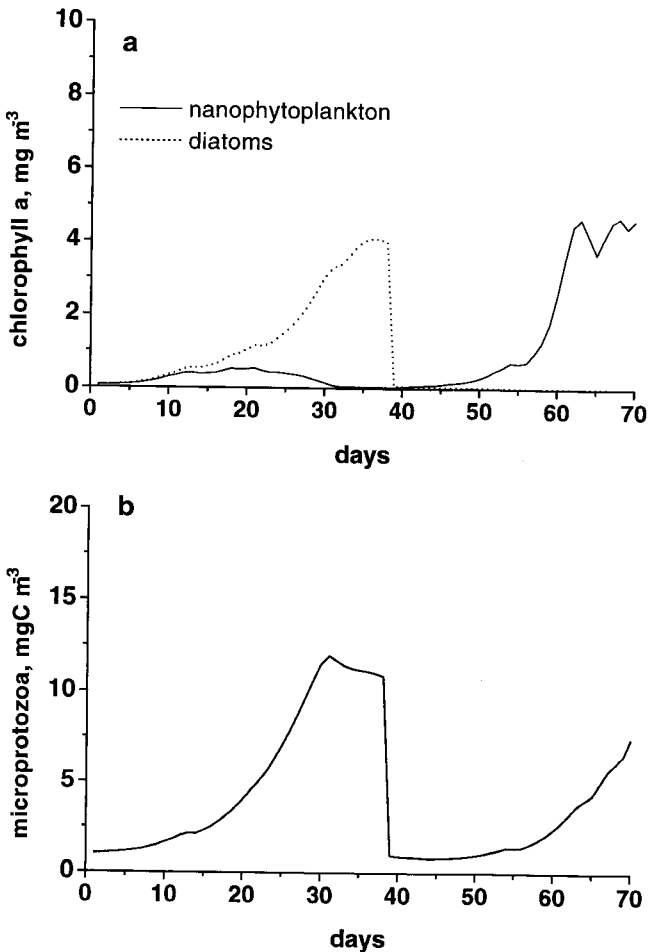 a
10
8
6
4
2
0
chlorophyll a, mg m-3
nanophytoplankton
diatoms
0 10 20 30 40 50 60 70
days
b
20
15
10
5
0
microprotozoa, mgC m-3
0 10 20 30 40 50 60 70
days